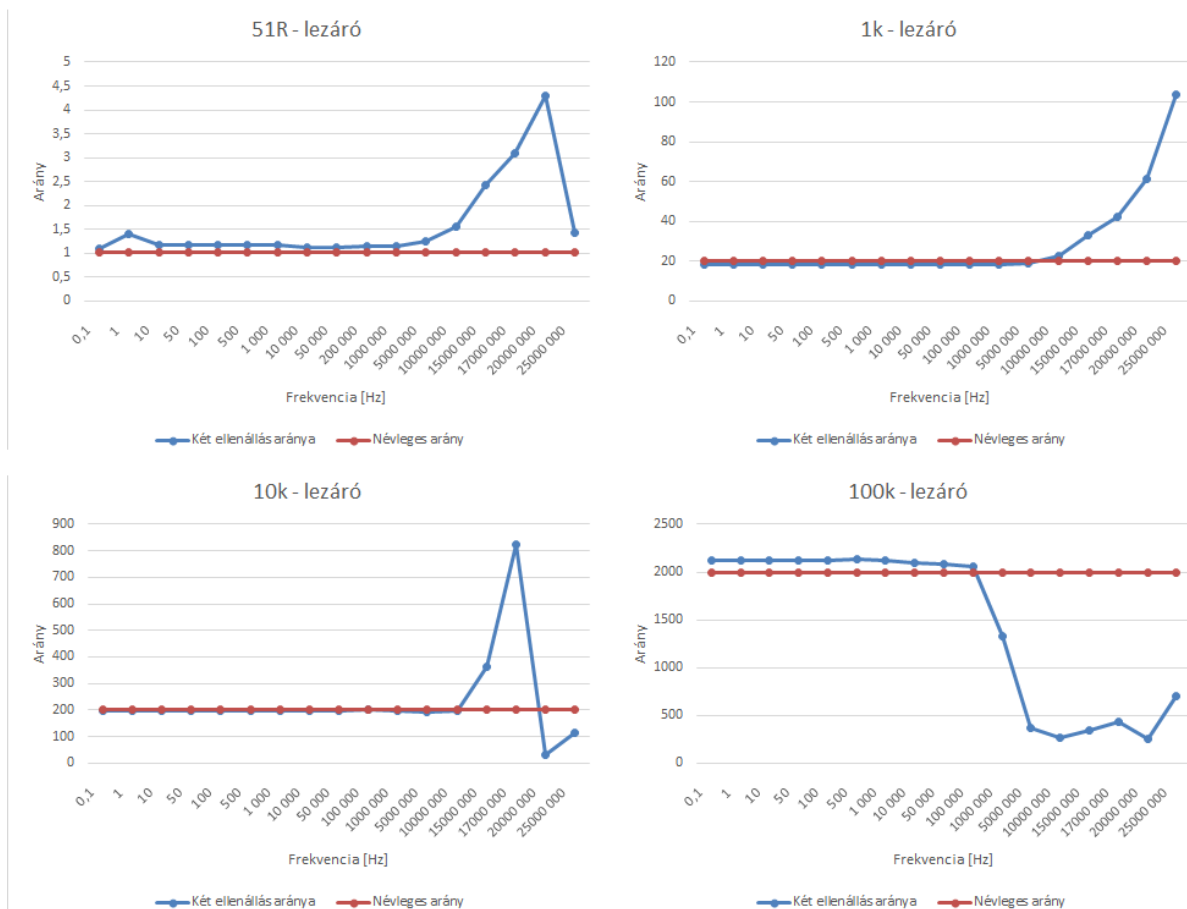 51R - lezáró
Arány
5
4,5
4
3,5
3
2,5
2
1,5
1
0,5
0
0,1 1 10 50 100 500 1 000 10 000 50 000 200 000 1000 000 5000 000 10000 000 15000 000 17000 000 20000 000 25000 000
Frekvencia [Hz]
Két ellenállás aránya Névleges arány
1k - lezáró
Arány
120
100
80
60
40
20
0
0,1 1 10 50 100 500 1 000 10 000 50 000 100 000 1000 000 5000 000 10000 000 15000 000 17000 000 20000 000 25000 000
Frekvencia [Hz]
Két ellenállás aránya Névleges arány
10k - lezáró
Arány
900
800
700
600
500
400
300
200
100
0
0,1 1 10 50 100 500 1 000 10 000 50 000 100 000 1000 000 5000 000 10000 000 15000 000 17000 000 20000 000 25000 000
Frekvencia [Hz]
Két ellenállás aránya Névleges arány
100k - lezáró
Arány
2500
2000
1500
1000
500
0
0,1 1 10 50 100 500 1 000 10 000 50 000 100 000 1000 000 5000 000 10000 000 15000 000 17000 000 20000 000 25000 000
Frekvencia [Hz]
Két ellenállás aránya Névleges arány